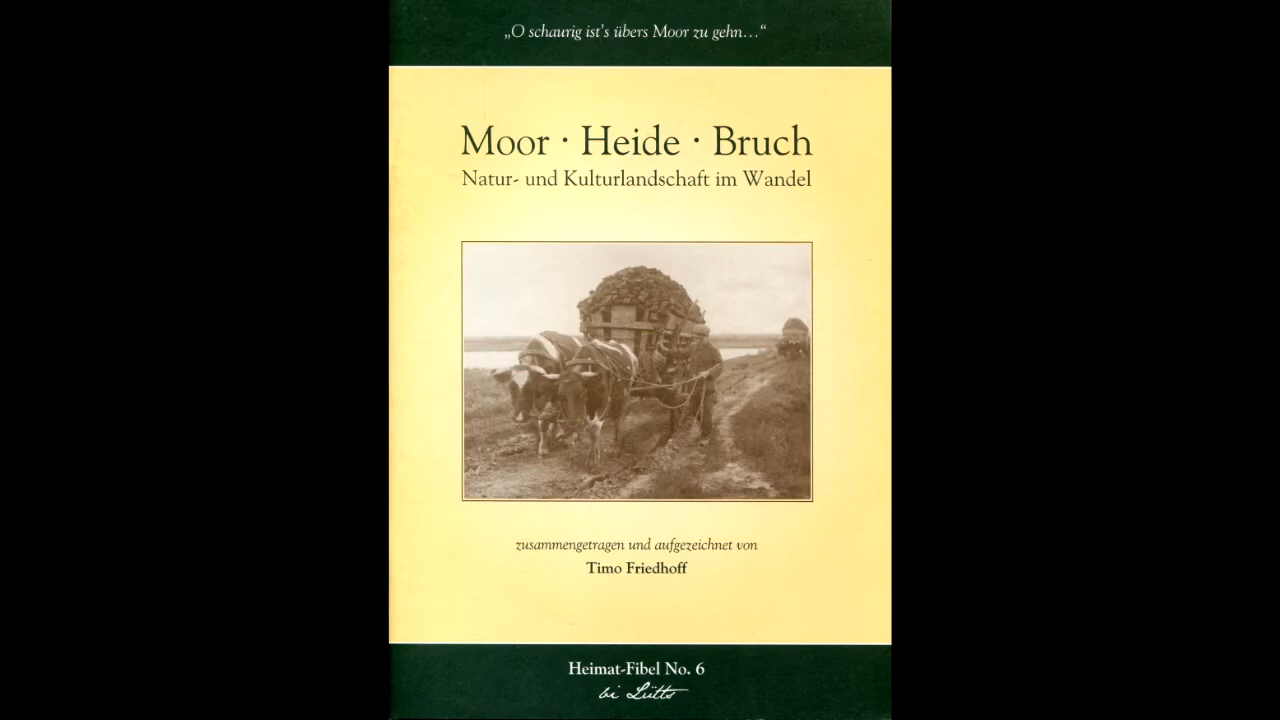 „O schaurig ist's übers Moor zu gehn…“
Moor · Heide · Bruch
Natur- und Kulturlandschaft im Wandel
zusammengetragen und aufgezeichnet von
Timo Friedhoff
Heimat-Fibel No. 6
bi Lütts